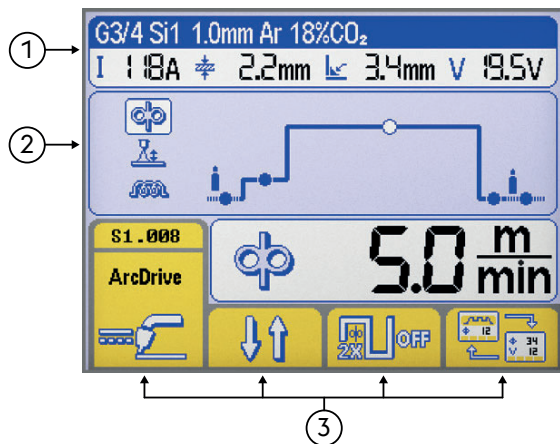 G3/4 Si1 1.0mm Ar 18%CO₂
1
I 118A 2.2mm 3.4mm V 19.5V
2
S1.008
ArcDrive
5.0 m/min
2X OFF
12
34
V 12
3